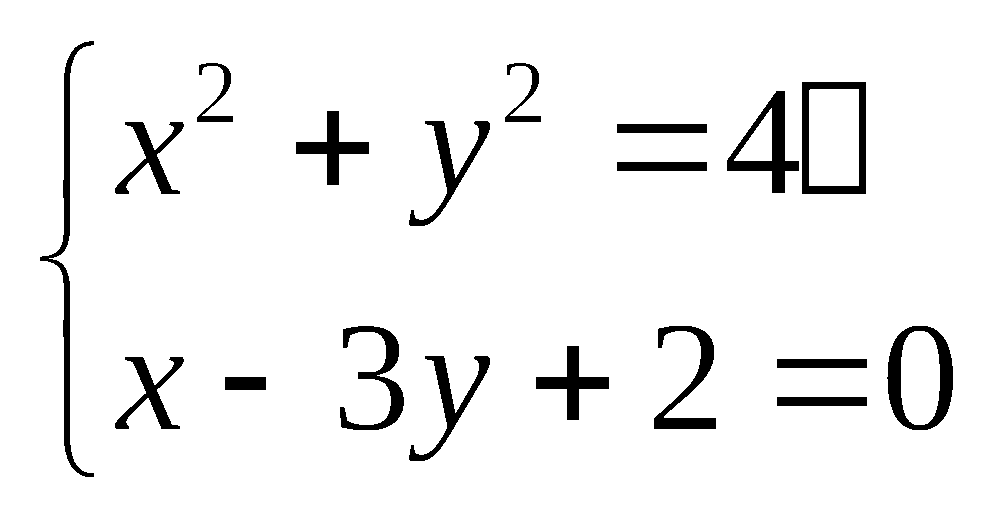 x² + y² =4▯
x - 3y + 2 =0